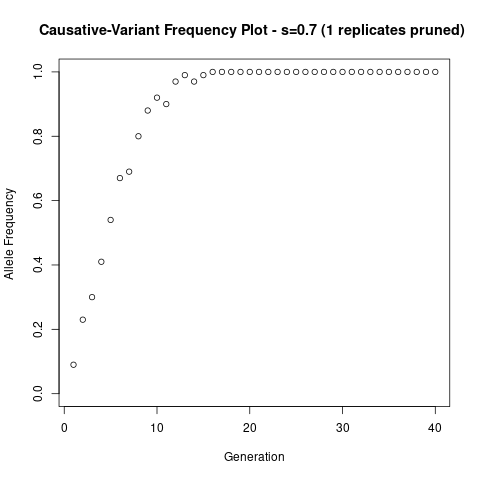 Causative-Variant Frequency Plot - s=0.7 (1 replicates pruned)
Allele Frequency
1.0
0.8
0.6
0.4
0.2
0.0
0 10 20 30 40
Generation